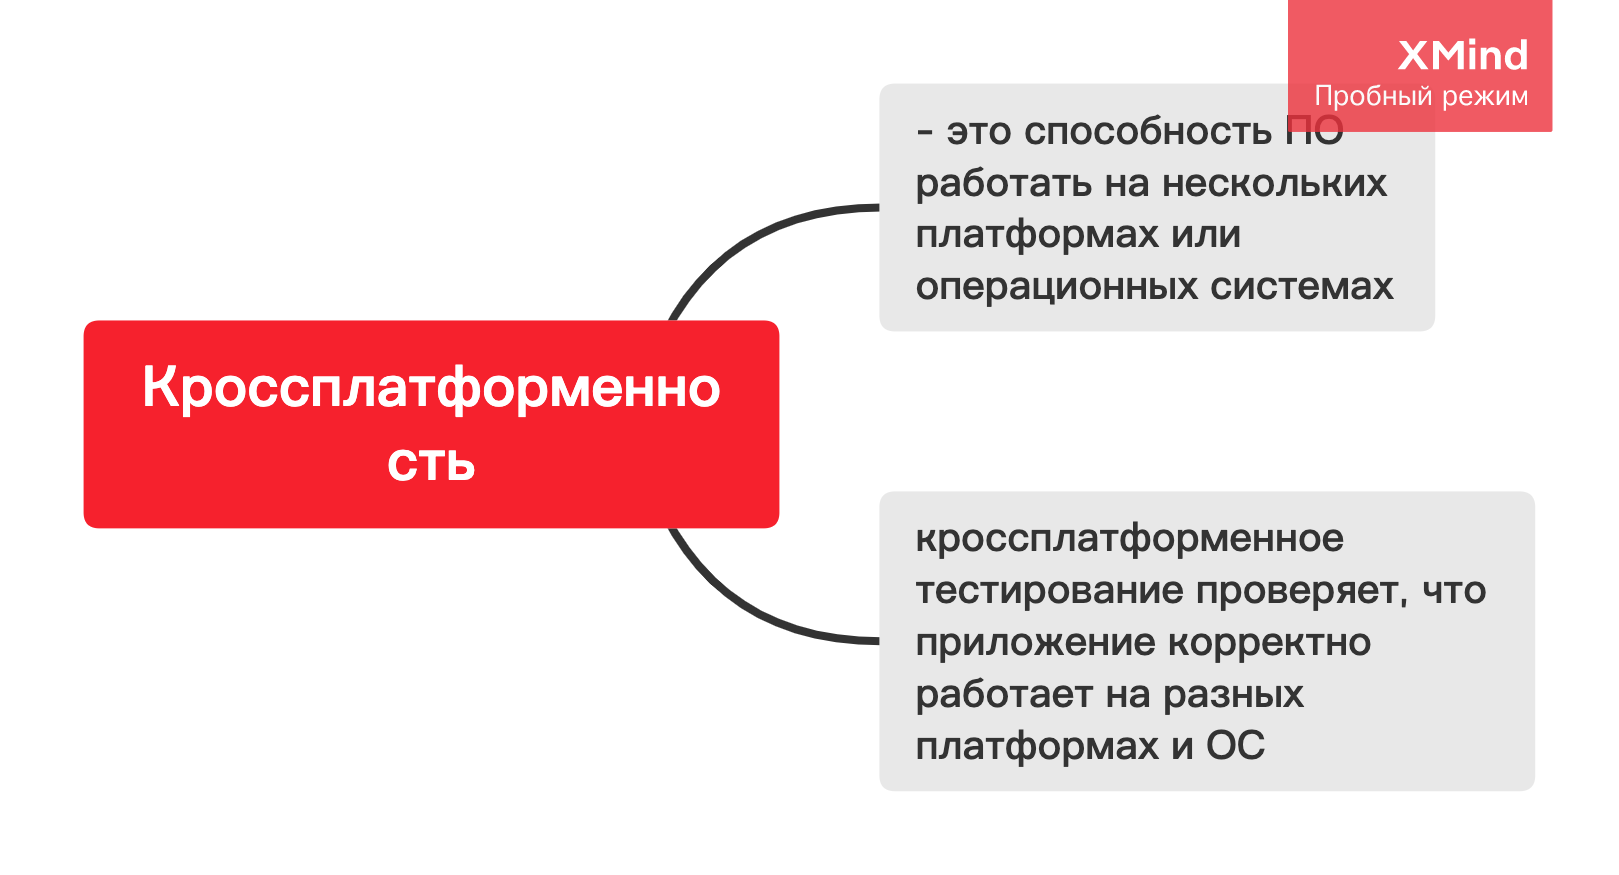 XMind
Пробный режим
- это способность ПО
работать на нескольких
платформах или
операционных системах
Кроссплатформенно
сть
кроссплатформенное
тестирование проверяет, что
приложение корректно
работает на разных
платформах и ОС